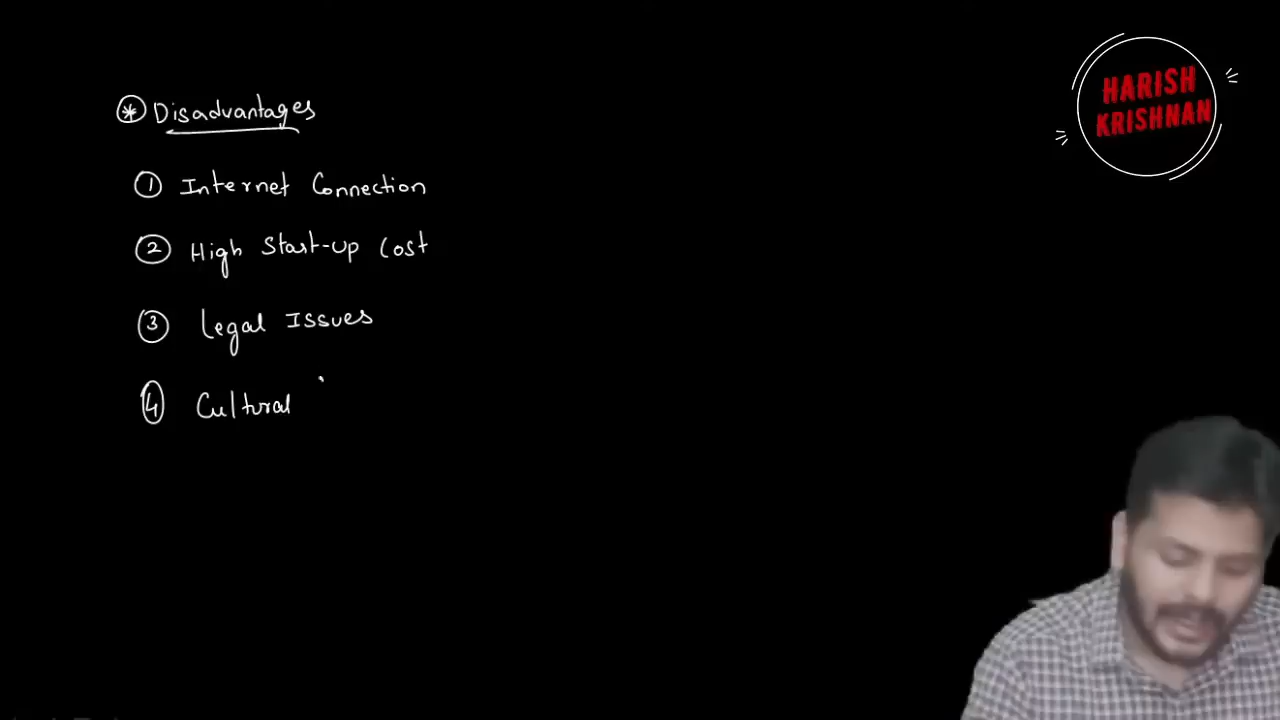 HARISH
KRISHNAN
* Disadvantages
1 Internet Connection
2 High Start-up Cost
3 Legal Issues
4 Cultural